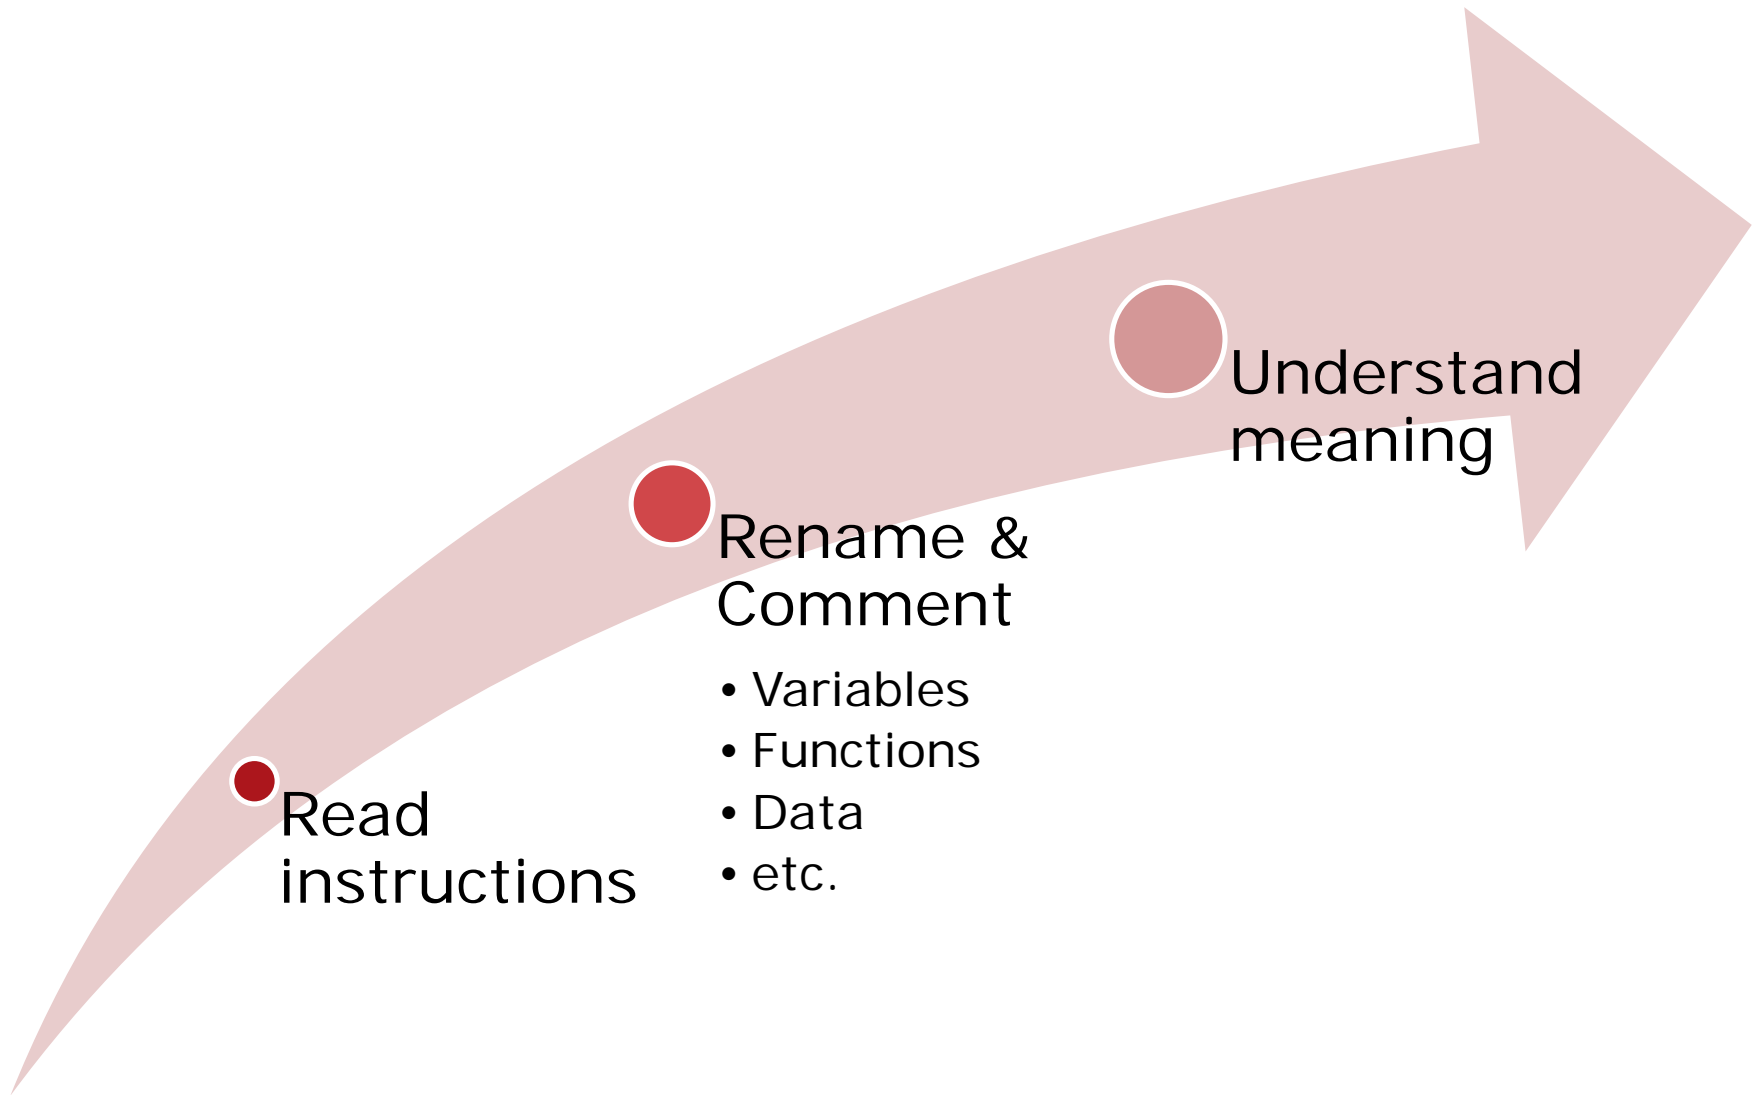 Read
instructions
Rename &
Comment
• Variables
• Functions
• Data
• etc.
Understand
meaning